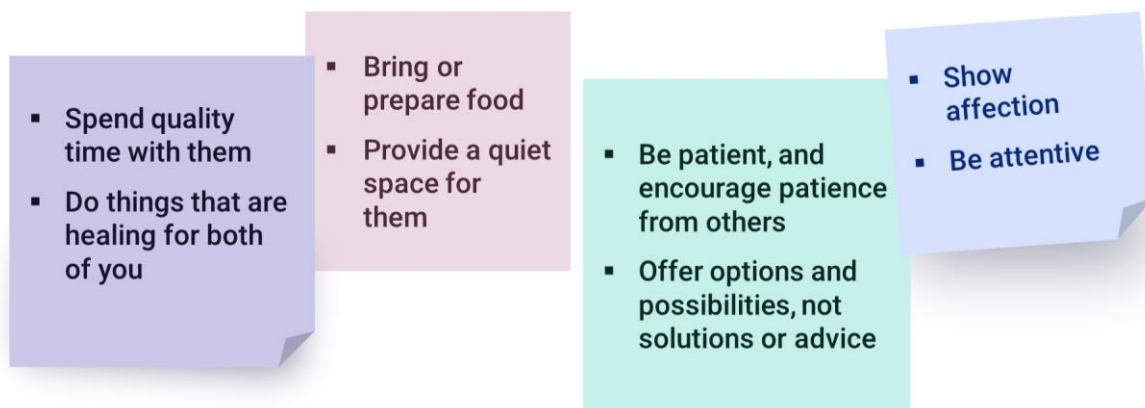 ▪ Spend quality
time with them
▪ Do things that are
healing for both
of you
▪ Bring or
prepare food
▪ Provide a quiet
space for
them
▪ Be patient, and
encourage patience
from others
▪ Offer options and
possibilities, not
solutions or advice
▪ Show
affection
▪ Be attentive